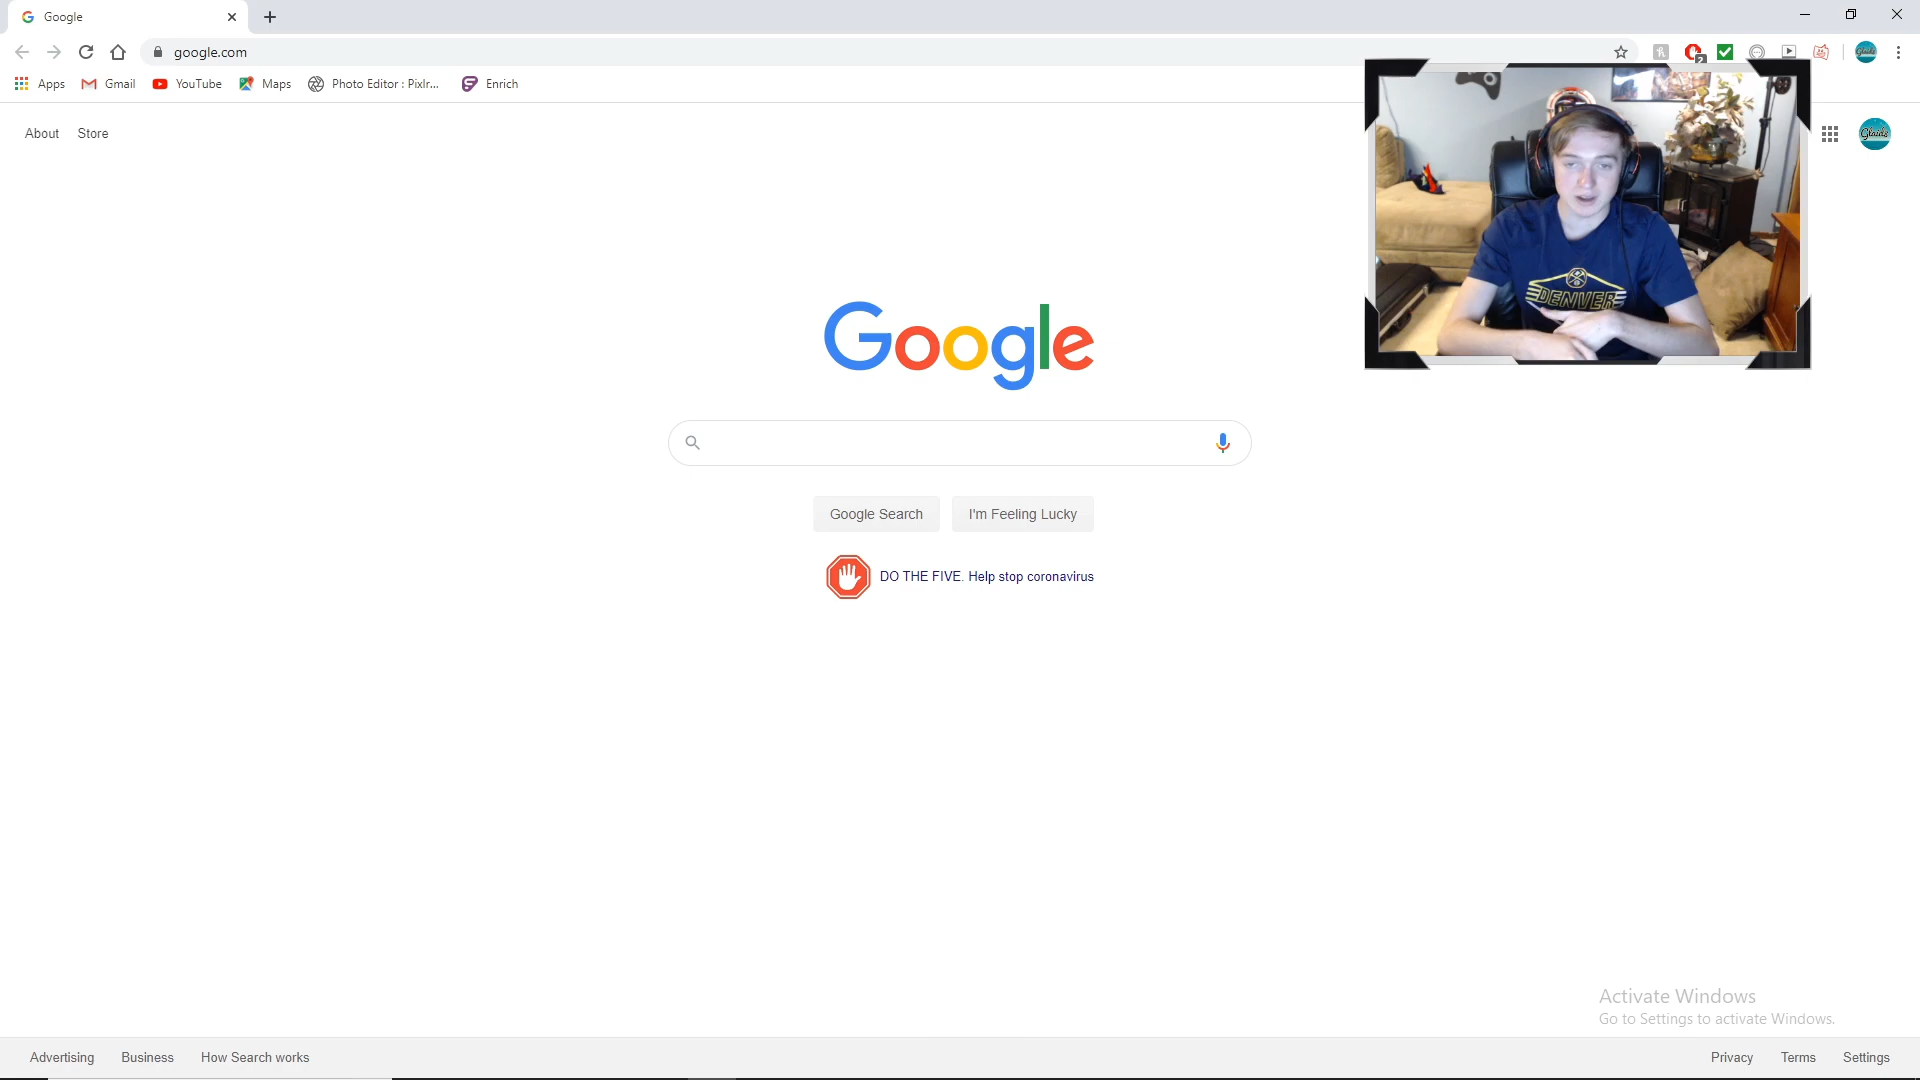 Google
google.com
2
Apps
Gmail
YouTube
Maps
Photo Editor : Pixlr...
Enrich
About
Store
Glaids
DENVER
Google
Google Search
I'm Feeling Lucky
DO THE FIVE. Help stop coronavirus
Activate Windows
Go to Settings to activate Windows.
Advertising
Business
How Search works
Privacy
Terms
Settings